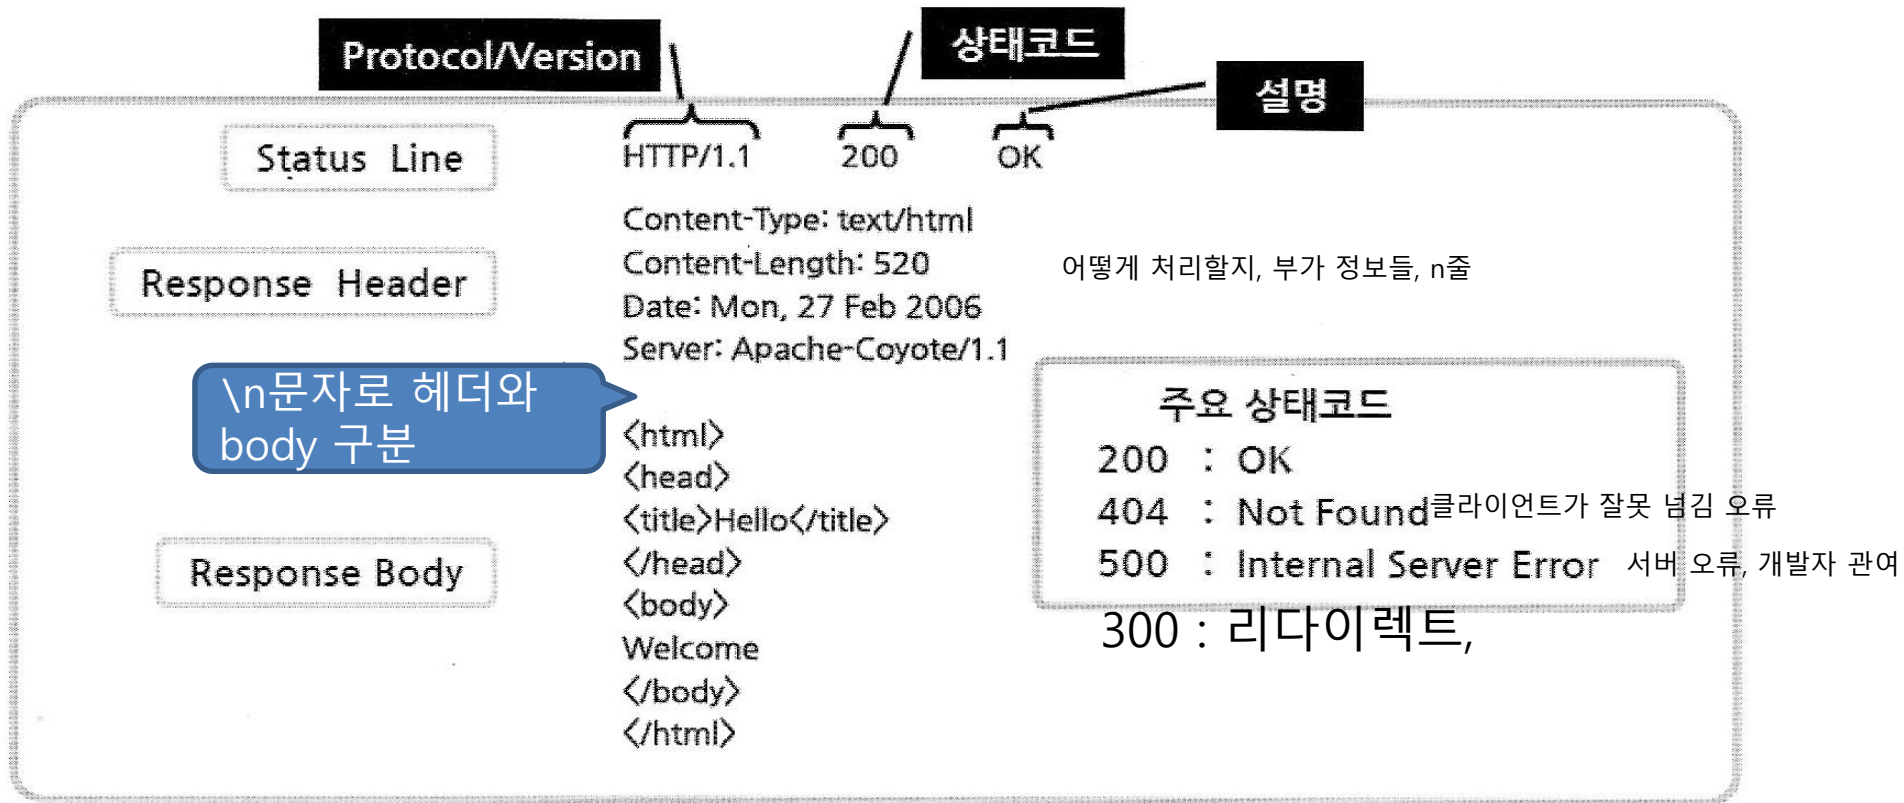 Protocol/Version
상태코드
설명
Status Line
HTTP/1.1 200 OK
Response Header
Content-Type: text/html
Content-Length: 520
Date: Mon, 27 Feb 2006
Server: Apache-Coyote/1.1
어떻게 처리할지, 부가 정보들, n줄
\n문자로 헤더와
body 구분
Response Body
<html>
<head>
<title>Hello</title>
</head>
<body>
Welcome
</body>
</html>
주요 상태코드
200 : OK
404 : Not Found 클라이언트가 잘못 넘김 오류
500 : Internal Server Error 서버 오류, 개발자 관여
300 : 리다이렉트,